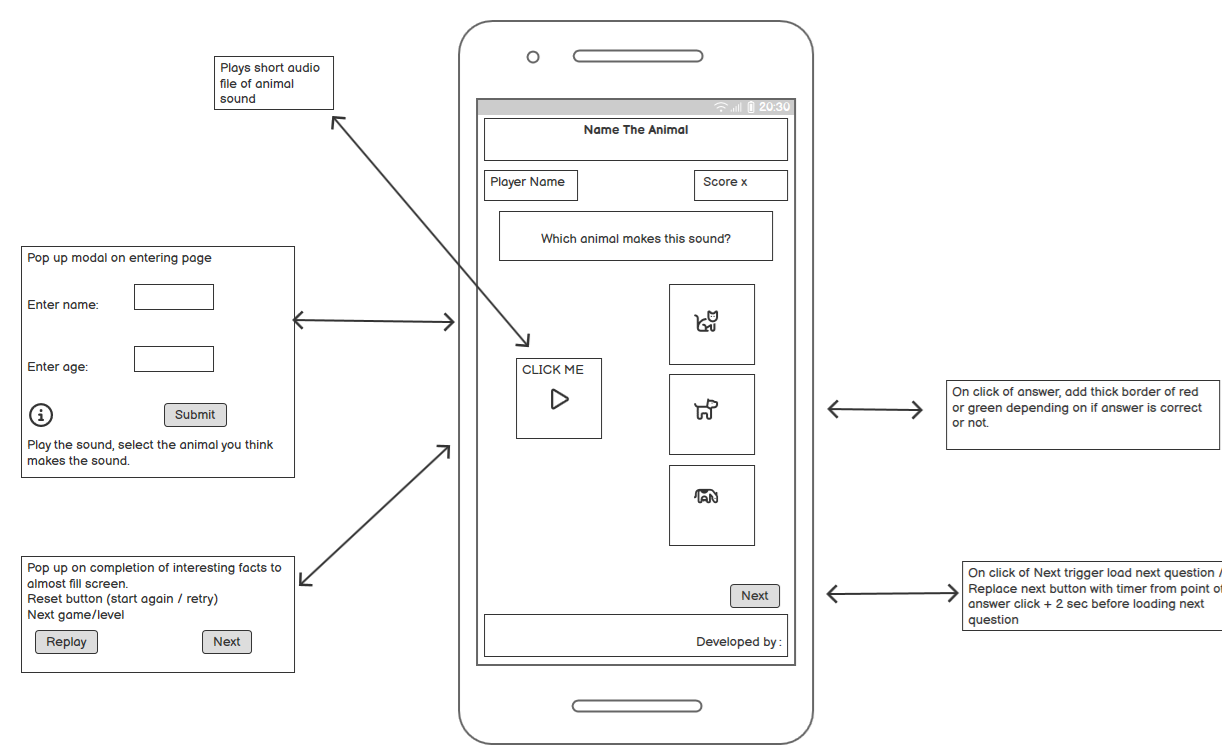 Plays short audio
file of animal
sound
20:30
Name The Animal
Player Name
Score x
Which animal makes this sound?
CLICK ME
Next
Developed by :
Pop up modal on entering page
Enter name:
Enter age:
Submit
Play the sound, select the animal you think
makes the sound.
Pop up on completion of interesting facts to
almost fill screen.
Reset button (start again / retry)
Next game/level
Replay
Next
On click of answer, add thick border of red
or green depending on if answer is correct
or not.
On click of Next trigger load next question /
Replace next button with timer from point of
answer click + 2 sec before loading next
question